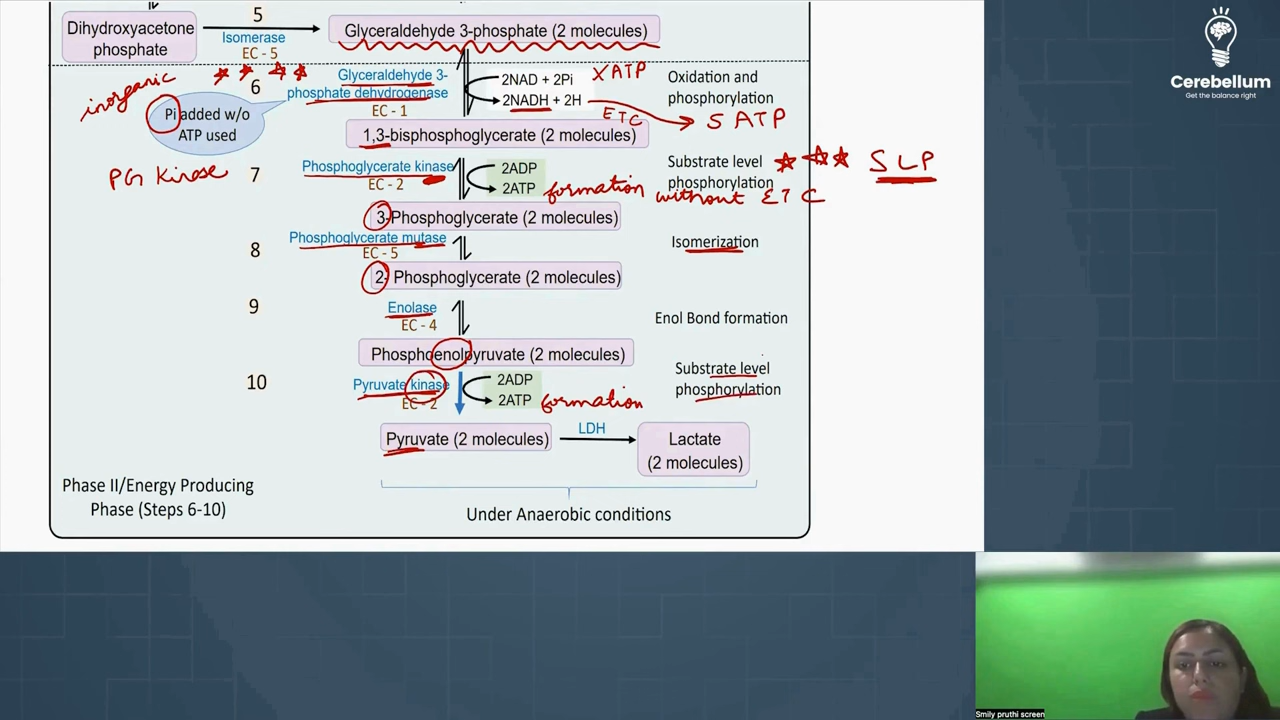 5
Dihydroxyacetone
phosphate
Isomerase
EC - 5
Glyceraldehyde 3-phosphate (2 molecules)
Cerebellum
Get the balance right
inorganic
6
Pi added w/o
ATP used
Glyceraldehyde 3-
phosphate dehydrogenase
EC - 1
2NAD + 2Pi
2NADH + 2H
X ATP
ETC
5 ATP
Oxidation and
phosphorylation
1,3-bisphosphoglycerate (2 molecules)
PG Kinase
7
Phosphoglycerate kinase
EC - 2
2ADP
2ATP
formation without ETC
Substrate level
phosphorylation
SLP
3-Phosphoglycerate (2 molecules)
8
Phosphoglycerate mutase
EC - 5
Isomerization
2- Phosphoglycerate (2 molecules)
9
Enolase
EC - 4
Enol Bond formation
Phosphoenolpyruvate (2 molecules)
10
Pyruvate kinase
EC - 2
2ADP
2ATP
formation
Substrate level
phosphorylation
Pyruvate (2 molecules)
LDH
Lactate
(2 molecules)
Phase II/Energy Producing
Phase (Steps 6-10)
Under Anaerobic conditions
Smily pruthi screen